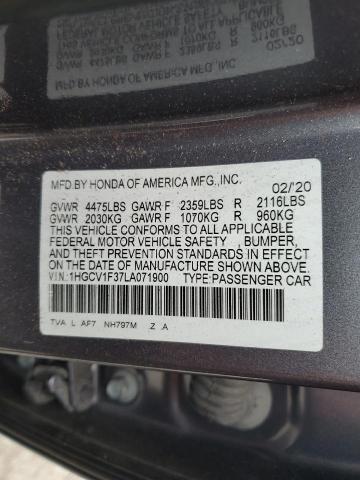 MFD.BY HONDA OF AMERICA MFG.,INC. 02/'20
GVWR 4475LBS GAWR F 2359LBS R 2116LBS
GVWR 2030KG GAWR F 1070KG R 960KG
THIS VEHICLE CONFORMS TO ALL APPLICABLE
FEDERAL MOTOR VEHICLE SAFETY , BUMPER,
AND THEFT PREVENTION STANDARDS IN EFFECT
ON THE DATE OF MANUFACTURE SHOWN ABOVE.
V.I.N.:1HGCV1F37LA071900 TYPE:PASSENGER CAR
TVA L AF7 NH797M Z A